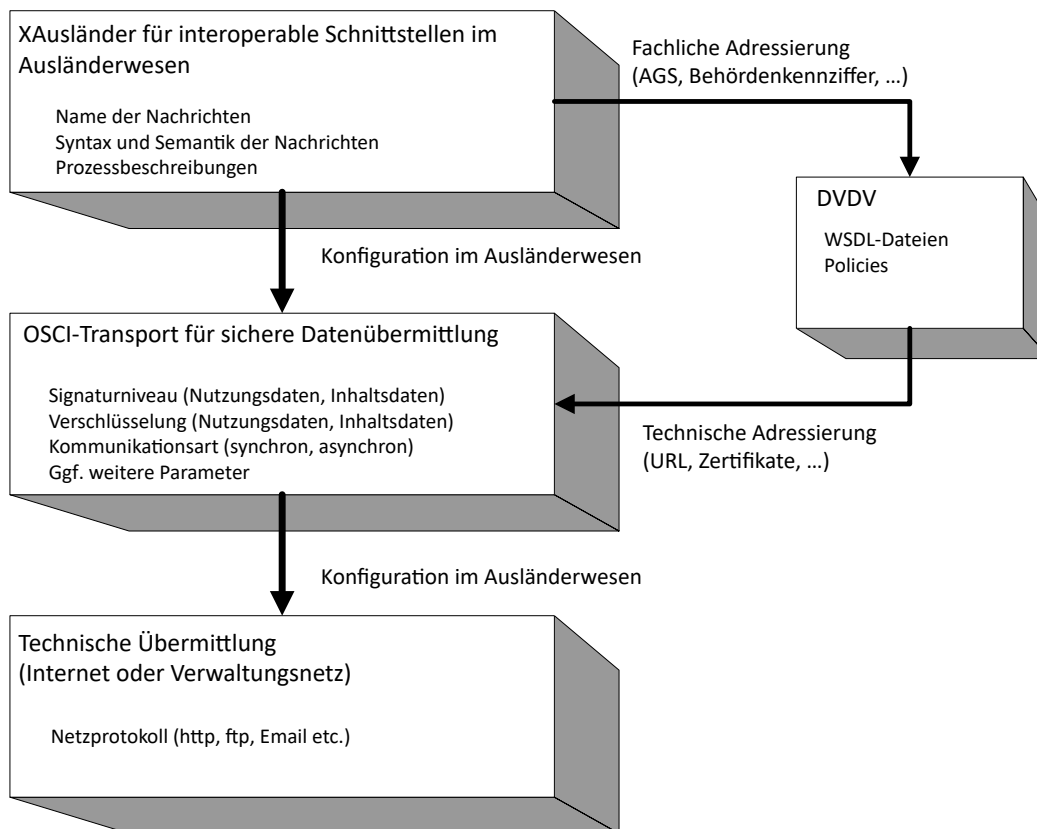 XAusländer für interoperable Schnittstellen im
Ausländerwesen
Name der Nachrichten
Syntax und Semantik der Nachrichten
Prozessbeschreibungen
Fachliche Adressierung
(AGS, Behördenkennziffer, ...)
DVDV
WSDL-Dateien
Policies
Konfiguration im Ausländerwesen
OSCI-Transport für sichere Datenübermittlung
Signaturniveau (Nutzungsdaten, Inhaltsdaten)
Verschlüsselung (Nutzungsdaten, Inhaltsdaten)
Kommunikationsart (synchron, asynchron)
Ggf. weitere Parameter
Technische Adressierung
(URL, Zertifikate, ...)
Konfiguration im Ausländerwesen
Technische Übermittlung
(Internet oder Verwaltungsnetz)
Netzprotokoll (http, ftp, Email etc.)